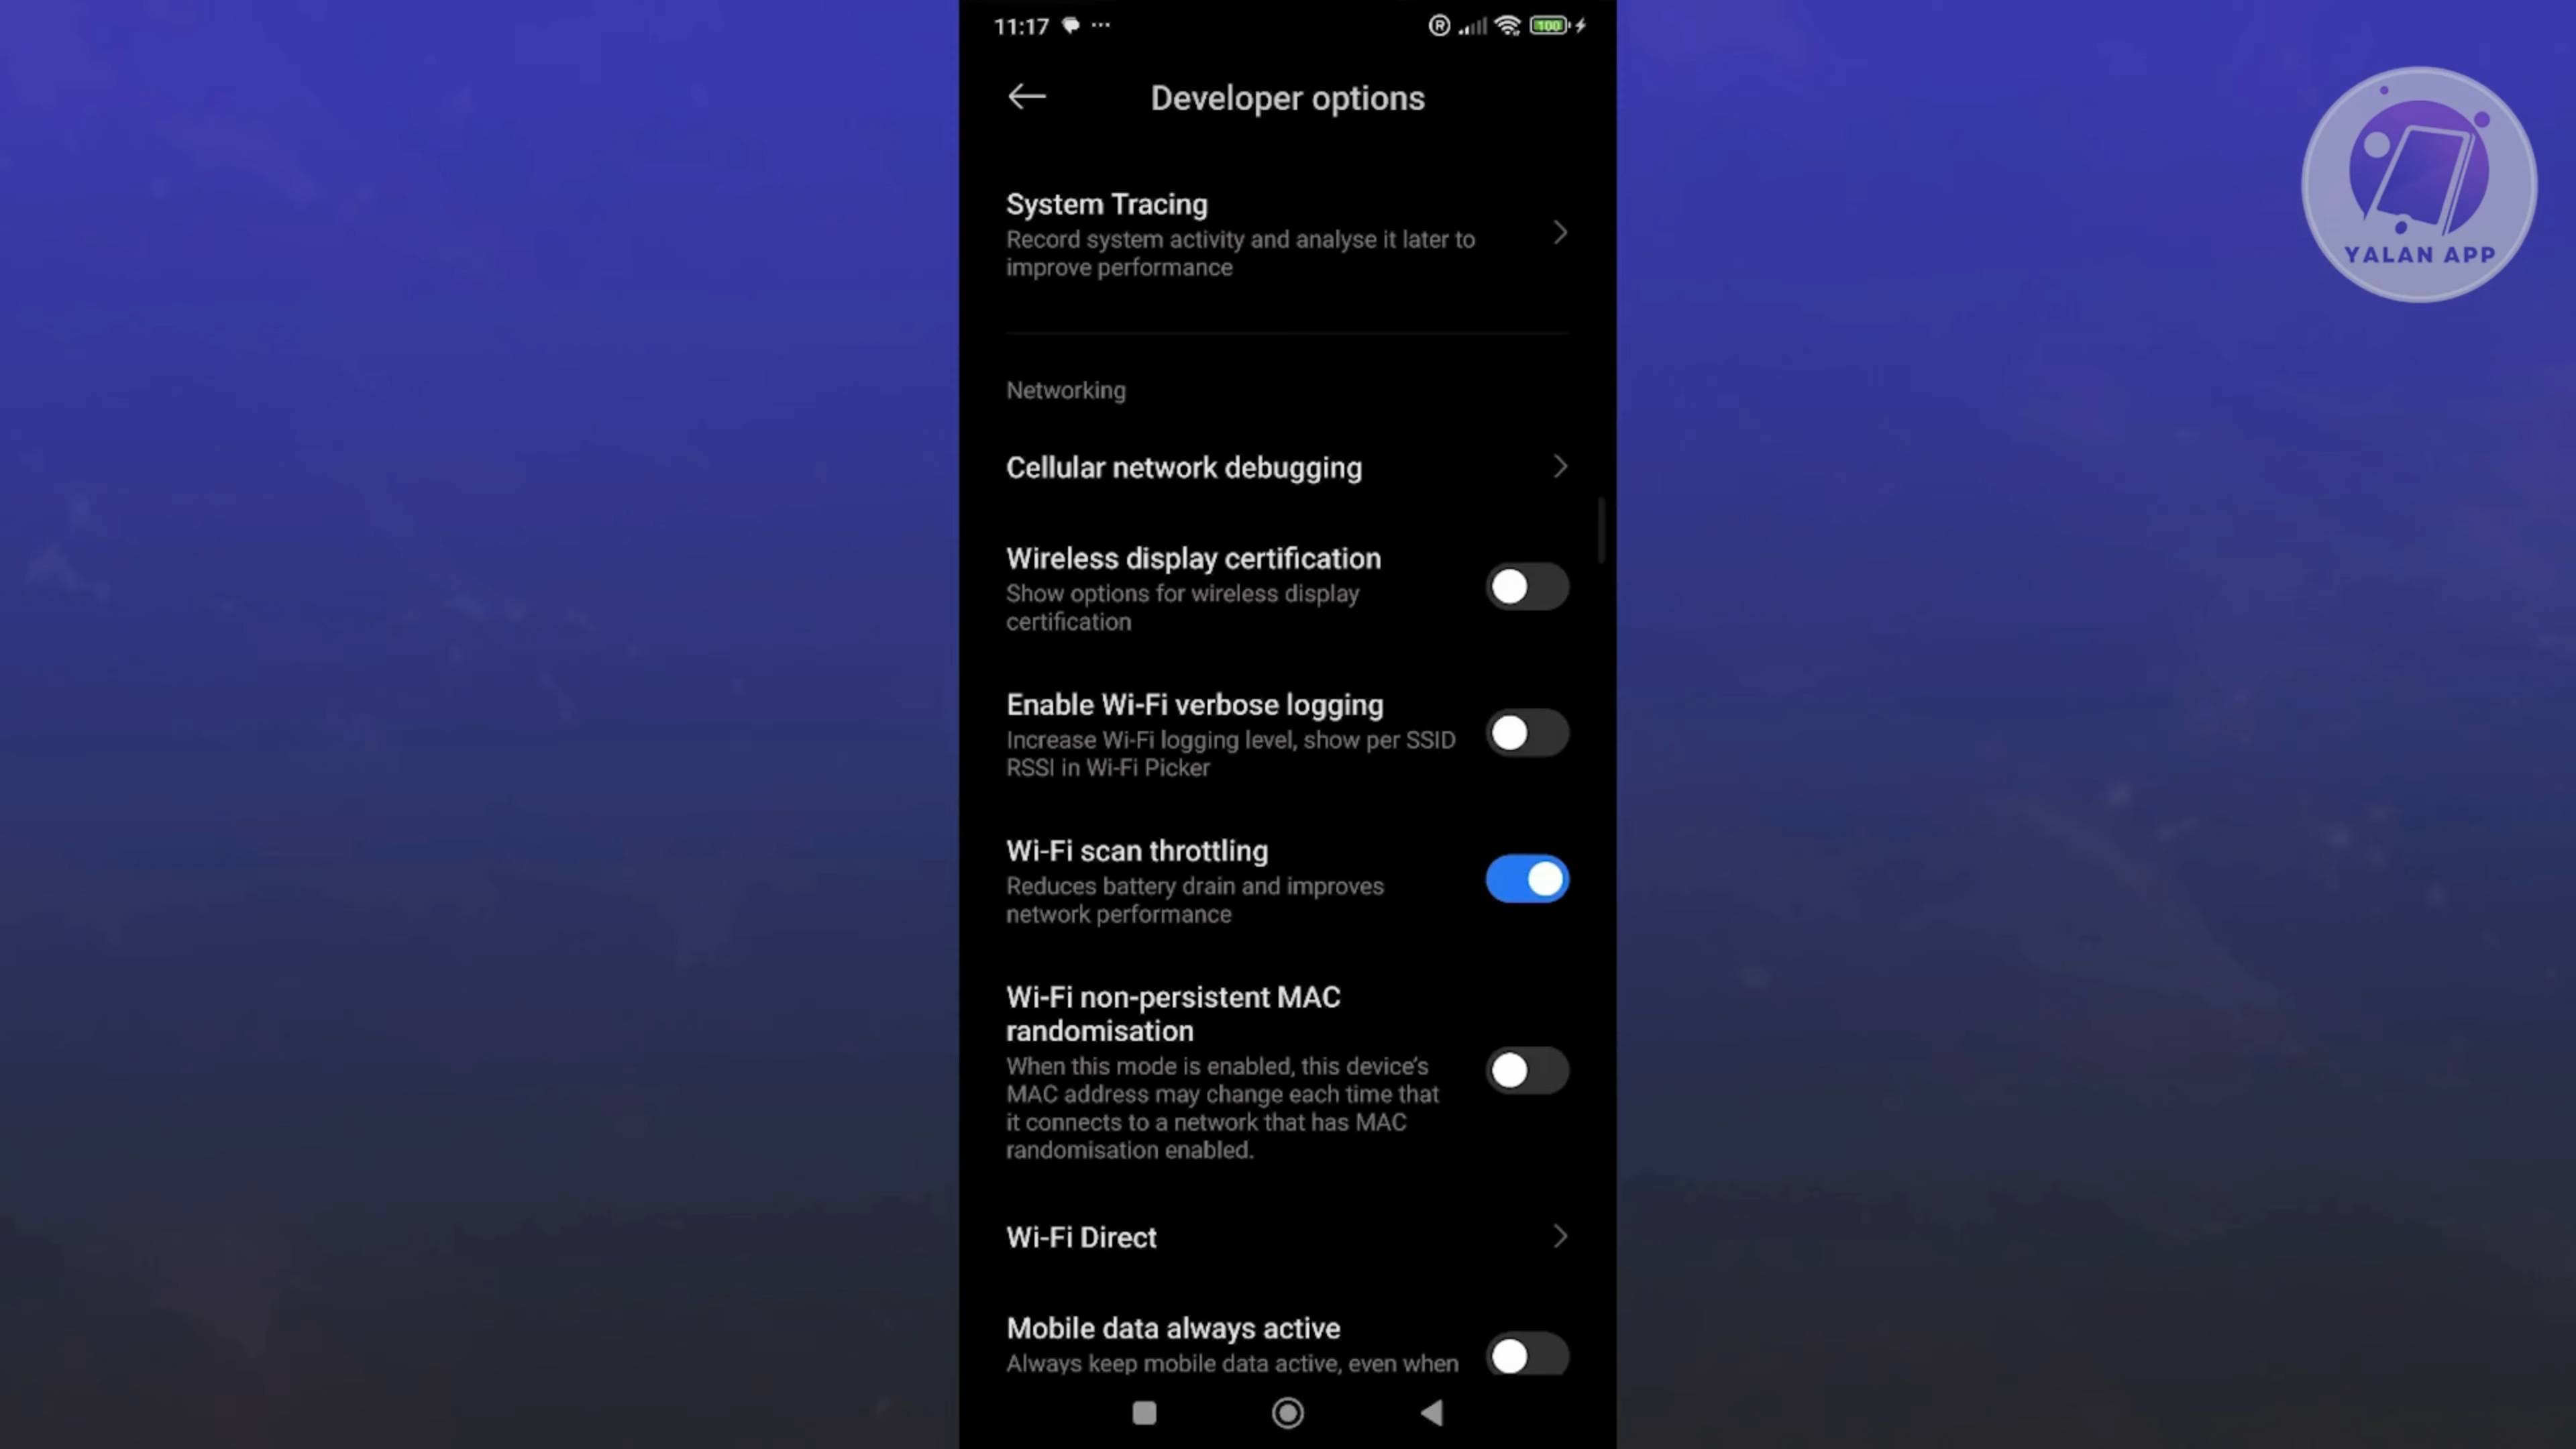 11:17
100
Developer options
YALAN APP
System Tracing
Record system activity and analyse it later to
improve performance
Networking
Cellular network debugging
Wireless display certification
Show options for wireless display
certification
Enable Wi-Fi verbose logging
Increase Wi-Fi logging level, show per SSID
RSSI in Wi-Fi Picker
Wi-Fi scan throttling
Reduces battery drain and improves
network performance
Wi-Fi non-persistent MAC
randomisation
When this mode is enabled, this device’s
MAC address may change each time that
it connects to a network that has MAC
randomisation enabled.
Wi-Fi Direct
Mobile data always active
Always keep mobile data active, even when